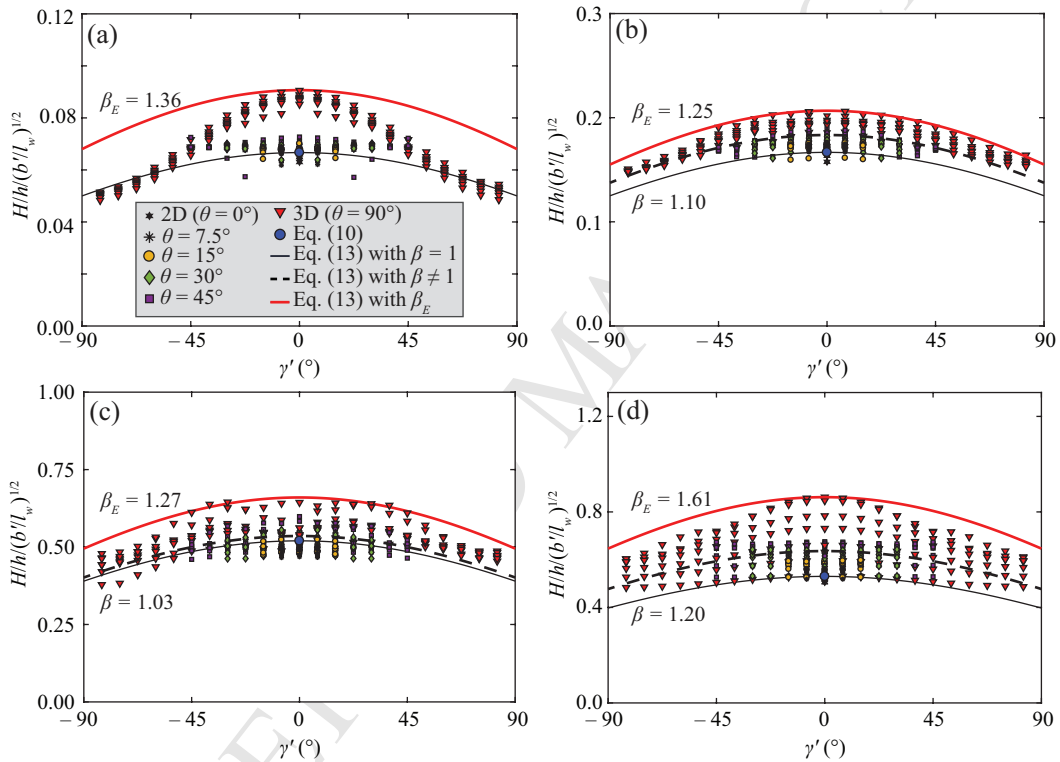 (a)
0.12
0.08
0.04
0.00
H/h/(b'/l_w)^1/2
β_E = 1.36
2D (θ = 0°)
θ = 7.5°
θ = 15°
θ = 30°
θ = 45°
3D (θ = 90°)
Eq. (10)
Eq. (13) with β = 1
Eq. (13) with β ≠ 1
Eq. (13) with β_E
−90
−45
0
45
90
γ′ (°)
(b)
0.3
0.2
0.1
0.0
H/h/(b'/l_w)^1/2
β_E = 1.25
β = 1.10
−90
−45
0
45
90
γ′ (°)
(c)
1.00
0.75
0.50
0.25
0.00
H/h/(b'/l_w)^1/2
β_E = 1.27
β = 1.03
−90
−45
0
45
90
γ′ (°)
(d)
1.2
0.8
0.4
0.0
H/h/(b'/l_w)^1/2
β_E = 1.61
β = 1.20
−90
−45
0
45
90
γ′ (°)